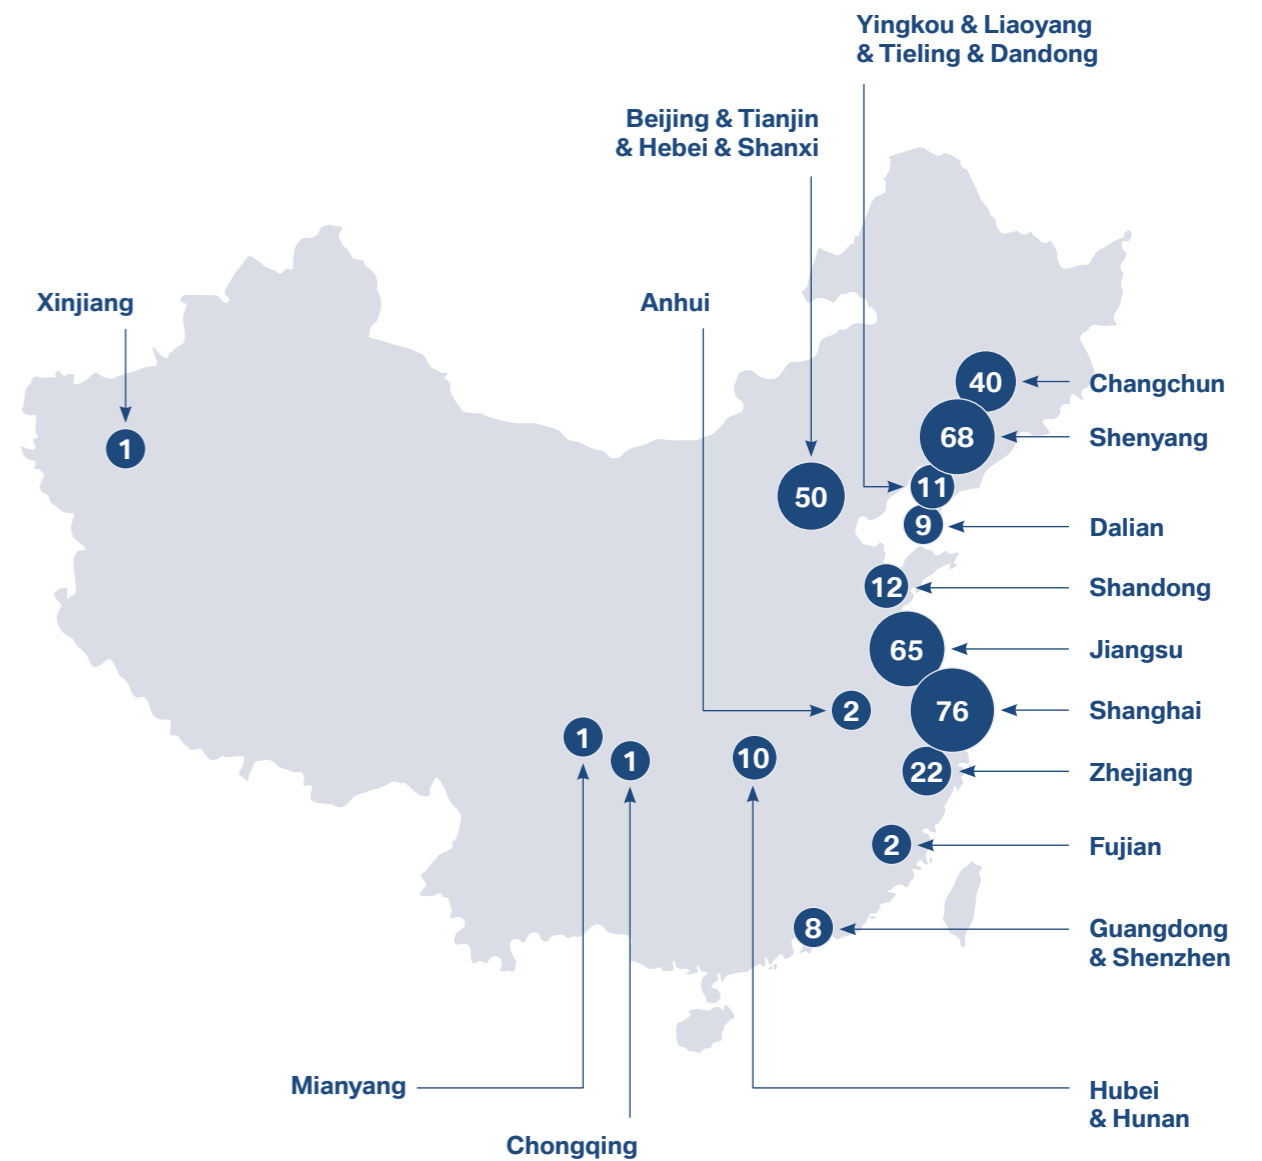 Yingkou & Liaoyang
& Tieling & Dandong
Beijing & Tianjin
& Hebei & Shanxi
Xinjiang
Anhui
40
Changchun
68
Shenyang
1
50
11
9
Dalian
12
Shandong
65
Jiangsu
2
76
Shanghai
1
1
10
22
Zhejiang
2
Fujian
8
Guangdong
& Shenzhen
Mianyang
Chongqing
Hubei
& Hunan